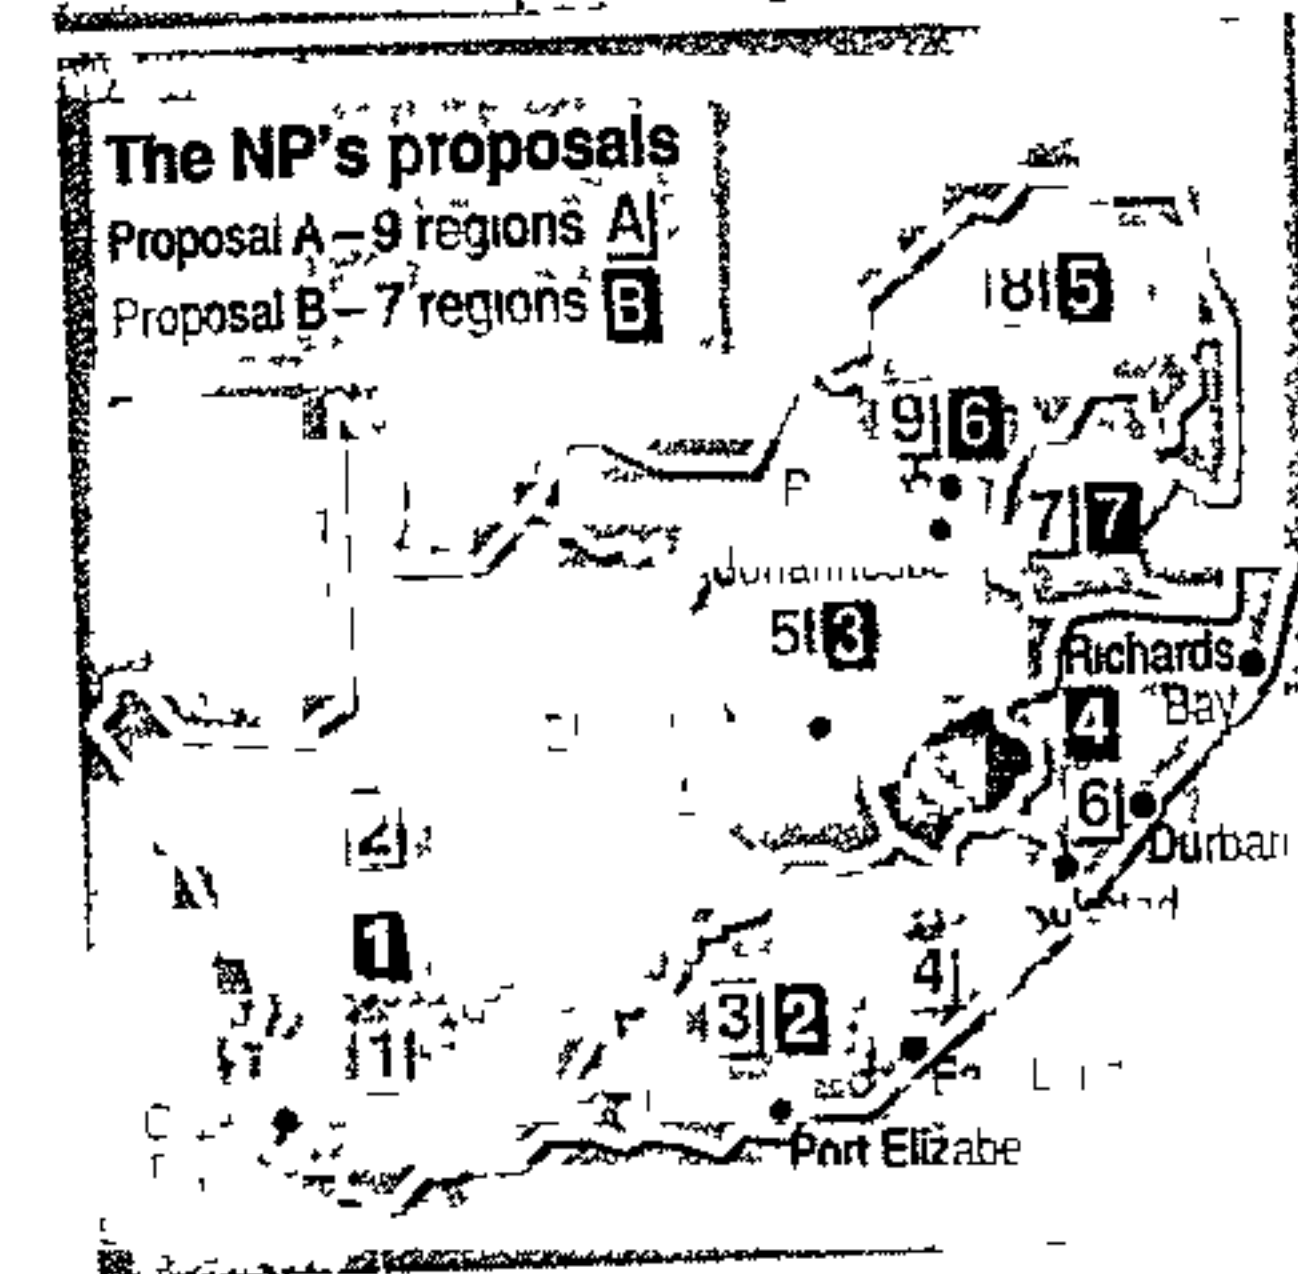 The NP's proposals
Proposal A – 9 regions A
Proposal B – 7 regions B
8 5
9 6
7 7
5 3
Richards
Bay
4
6
Durban
2
1
4
3 2
1
Port Elizabe